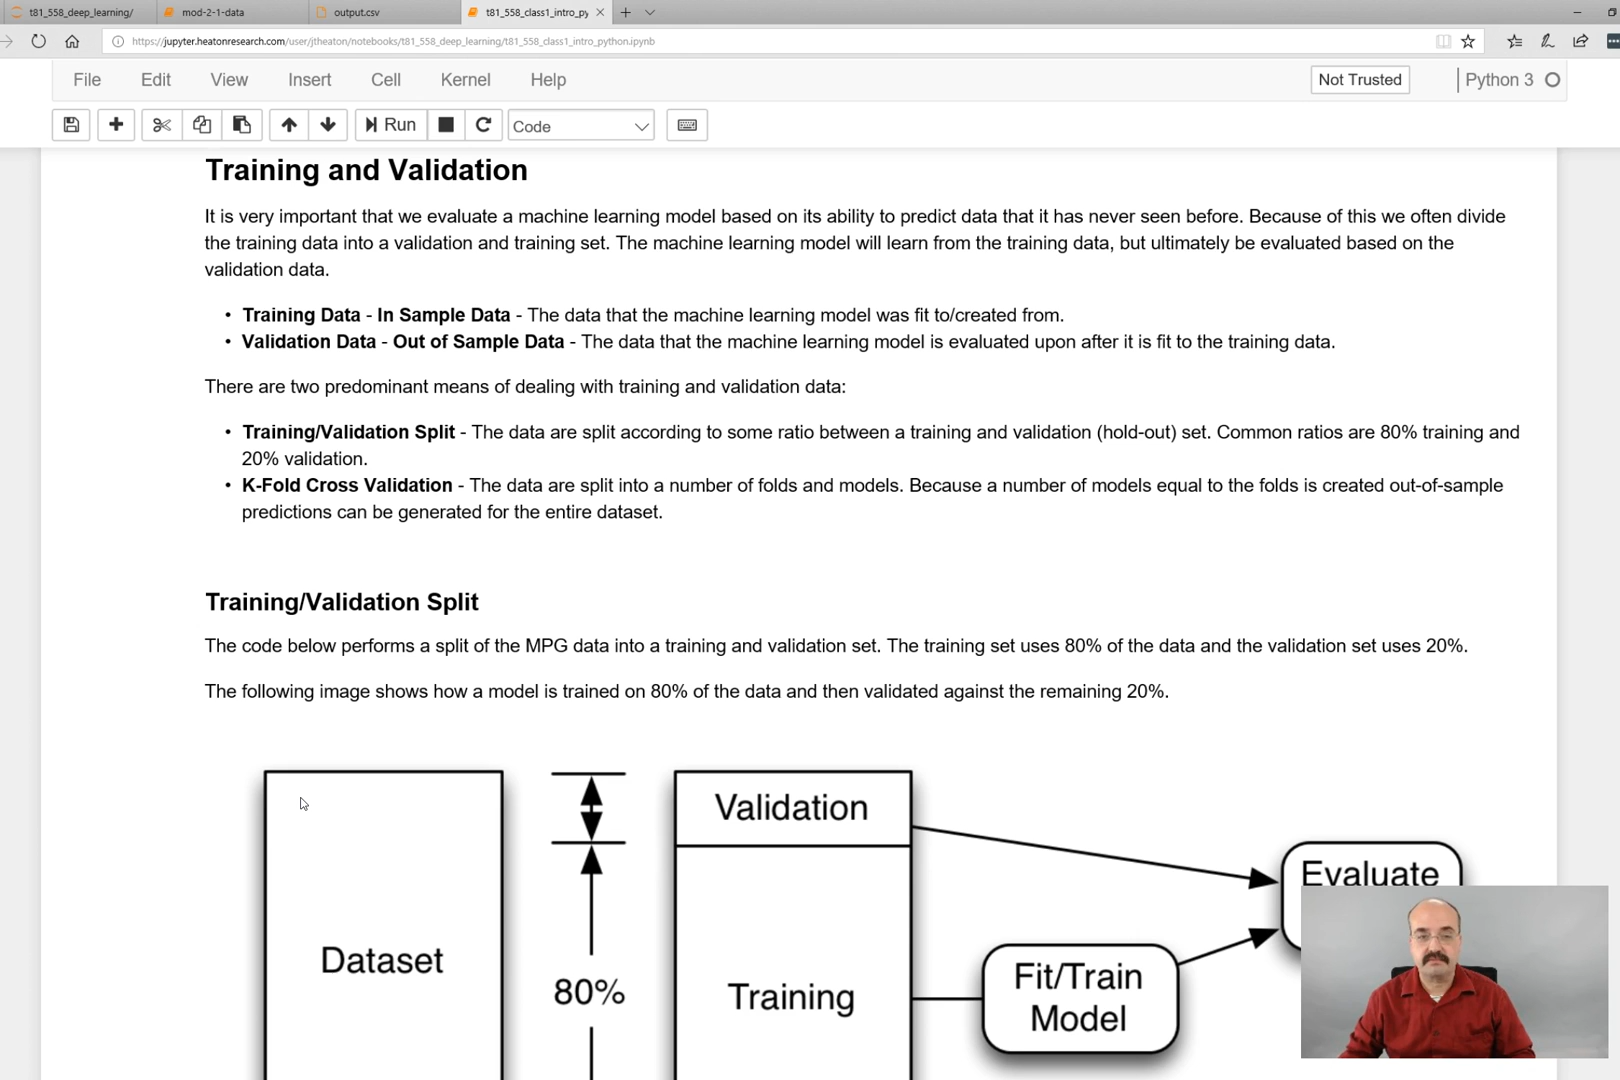 t81_558_deep_learning/
mod-2-1-data
output.csv
t81_558_class1_intro_py
https://jupyter.heatonresearch.com/user/jtheaton/notebooks/t81_558_deep_learning/t81_558_class1_intro_python.ipynb
File Edit View Insert Cell Kernel Help
Not Trusted
Python 3
Run
Code
Training and Validation
It is very important that we evaluate a machine learning model based on its ability to predict data that it has never seen before. Because of this we often divide
the training data into a validation and training set. The machine learning model will learn from the training data, but ultimately be evaluated based on the
validation data.
• Training Data - In Sample Data - The data that the machine learning model was fit to/created from.
• Validation Data - Out of Sample Data - The data that the machine learning model is evaluated upon after it is fit to the training data.
There are two predominant means of dealing with training and validation data:
• Training/Validation Split - The data are split according to some ratio between a training and validation (hold-out) set. Common ratios are 80% training and
20% validation.
• K-Fold Cross Validation - The data are split into a number of folds and models. Because a number of models equal to the folds is created out-of-sample
predictions can be generated for the entire dataset.
Training/Validation Split
The code below performs a split of the MPG data into a training and validation set. The training set uses 80% of the data and the validation set uses 20%.
The following image shows how a model is trained on 80% of the data and then validated against the remaining 20%.
Validation
Evaluate
Dataset
80%
Training
Fit/Train
Model